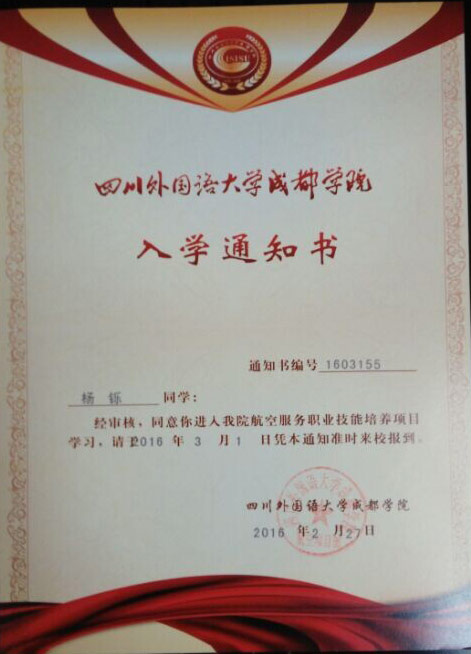 四川外国语大学成都学院
入学通知书
通知书编号 1603155
杨 铄 同学：
经审核，同意你进入我院航空服务职业技能培养项目
学习，请于2016 年 3 月 1 日凭本通知准时来校报到。
四川外国语大学成都学院
2016 年 2 月 27 日